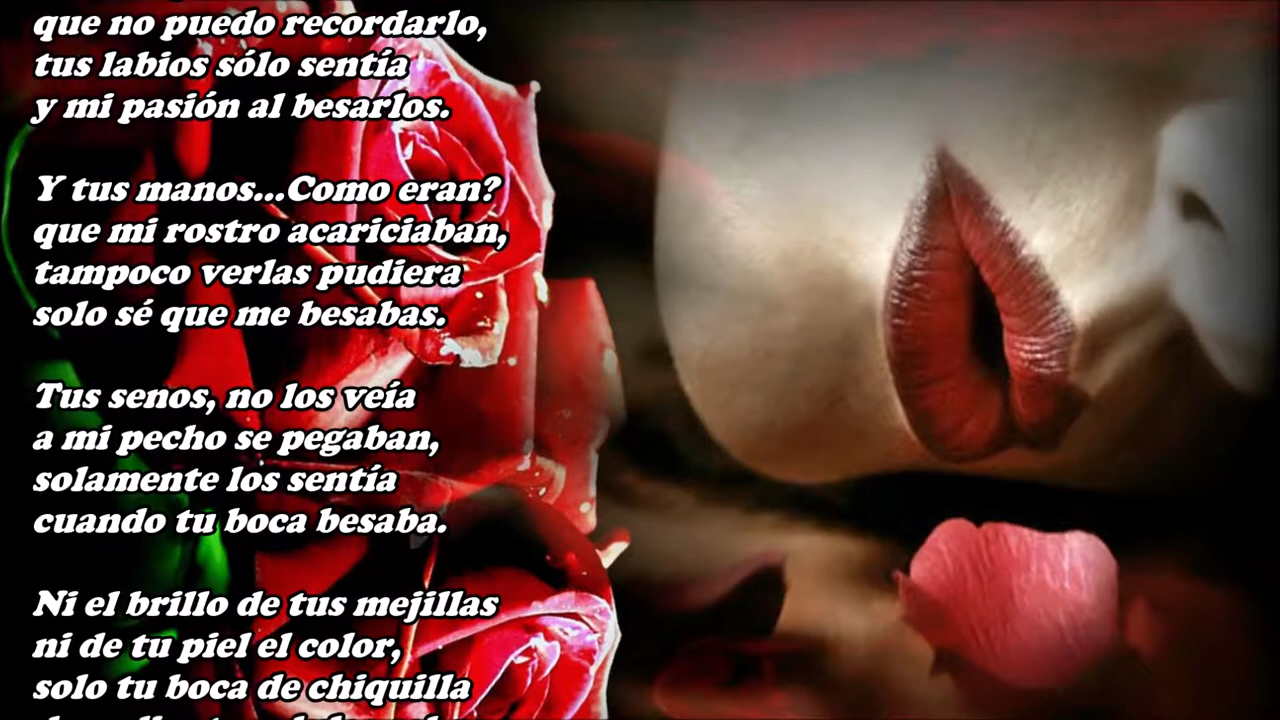 que no puedo recordarlo,
tus labios sólo sentía
y mi pasión al besarlos.
Y tus manos...Como eran?
que mi rostro acariciaban,
tampoco verlas pudiera
solo sé que me besabas.
Tus senos, no los veía
a mi pecho se pegaban,
solamente los sentía
cuando tu boca besaba.
Ni el brillo de tus mejillas
ni de tu piel el color,
solo tu boca de chiquilla